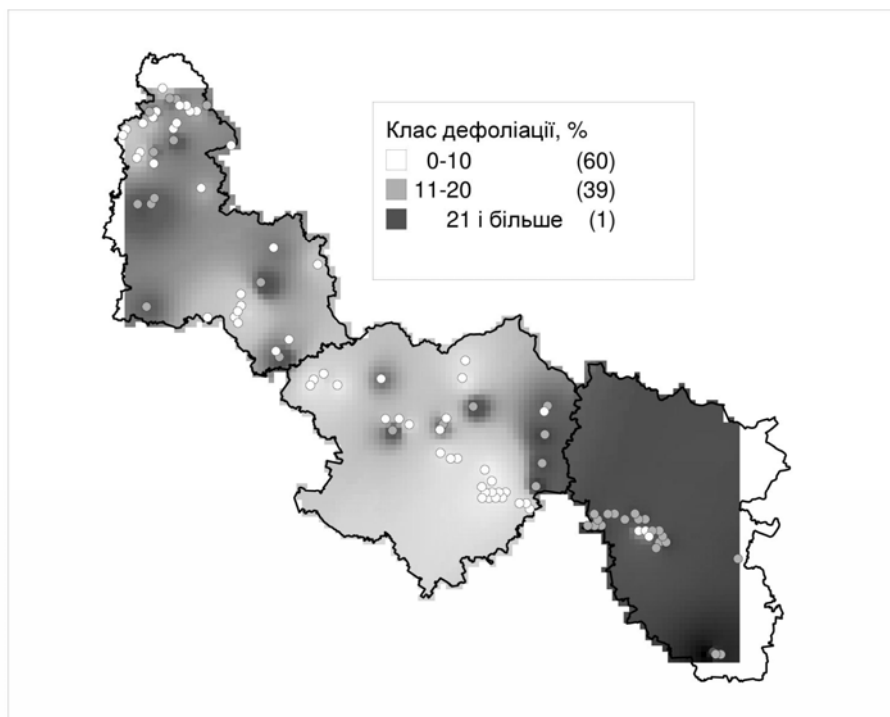 Клас дефоліації, %
0-10 (60)
11-20 (39)
21 і більше (1)